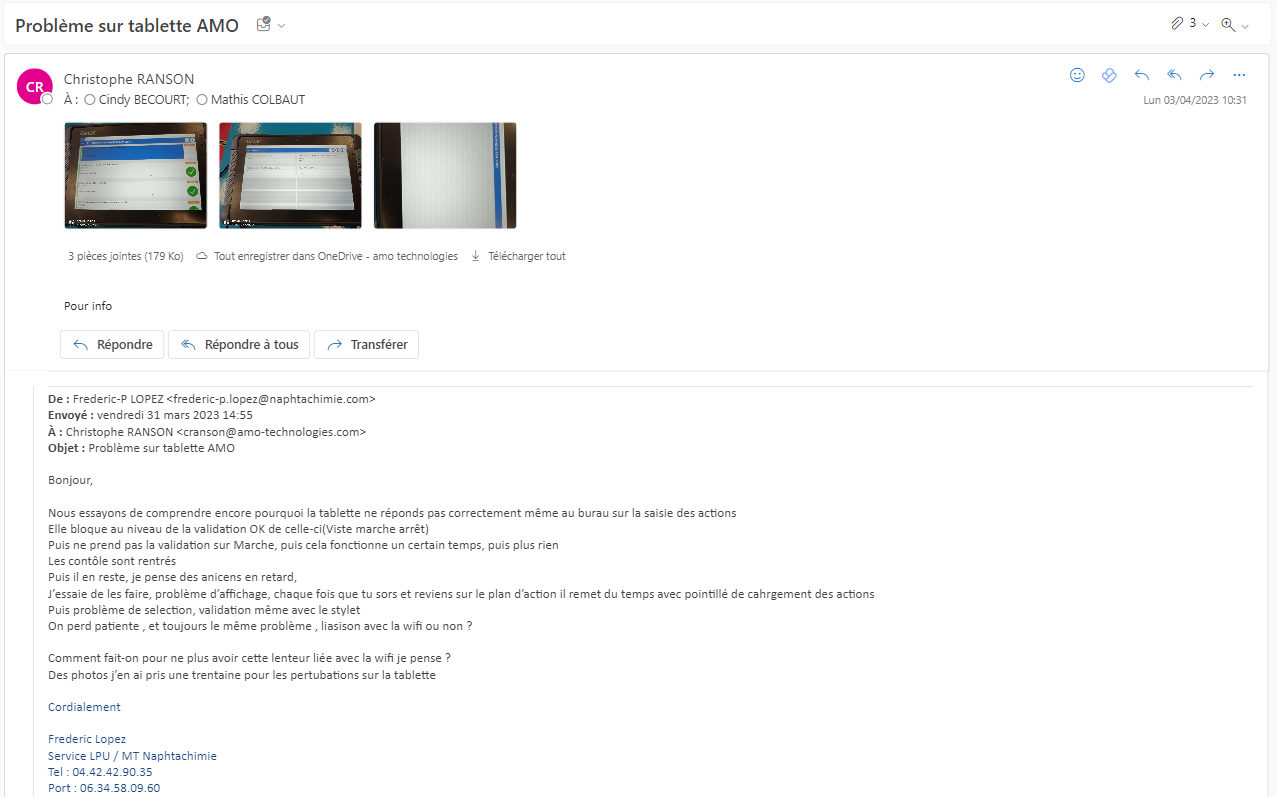 Problème sur tablette AMO
3
CR
Christophe RANSON
À : Cindy BECOURT; Mathis COLBAUT
Lun 03/04/2023 10:31
3 pièces jointes (179 Ko) Tout enregistrer dans OneDrive - amo technologies Télécharger tout
Pour info
Répondre Répondre à tous Transférer
De : Frederic-P LOPEZ <frederic-p.lopez@naphtachimie.com>
Envoyé : vendredi 31 mars 2023 14:55
À : Christophe RANSON <cranson@amo-technologies.com>
Objet : Problème sur tablette AMO
Bonjour,
Nous essayons de comprendre encore pourquoi la tablette ne réponds pas correctement même au burau sur la saisie des actions
Elle bloque au niveau de la validation OK de celle-ci(Viste marche arrêt)
Puis ne prend pas la validation sur Marche, puis cela fonctionne un certain temps, puis plus rien
Les contôle sont rentrés
Puis il en reste, je pense des anicens en retard,
J'essaie de les faire, problème d'affichage, chaque fois que tu sors et reviens sur le plan d'action il remet du temps avec pointillé de cahrgement des actions
Puis problème de selection, validation même avec le stylet
On perd patiente , et toujours le même problème , liasison avec la wifi ou non ?
Comment fait-on pour ne plus avoir cette lenteur liée avec la wifi je pense ?
Des photos j'en ai pris une trentaine pour les pertubations sur la tablette
Cordialement
Frederic Lopez
Service LPU / MT Naphtachimie
Tel : 04.42.42.90.35
Port : 06.34.58.09.60